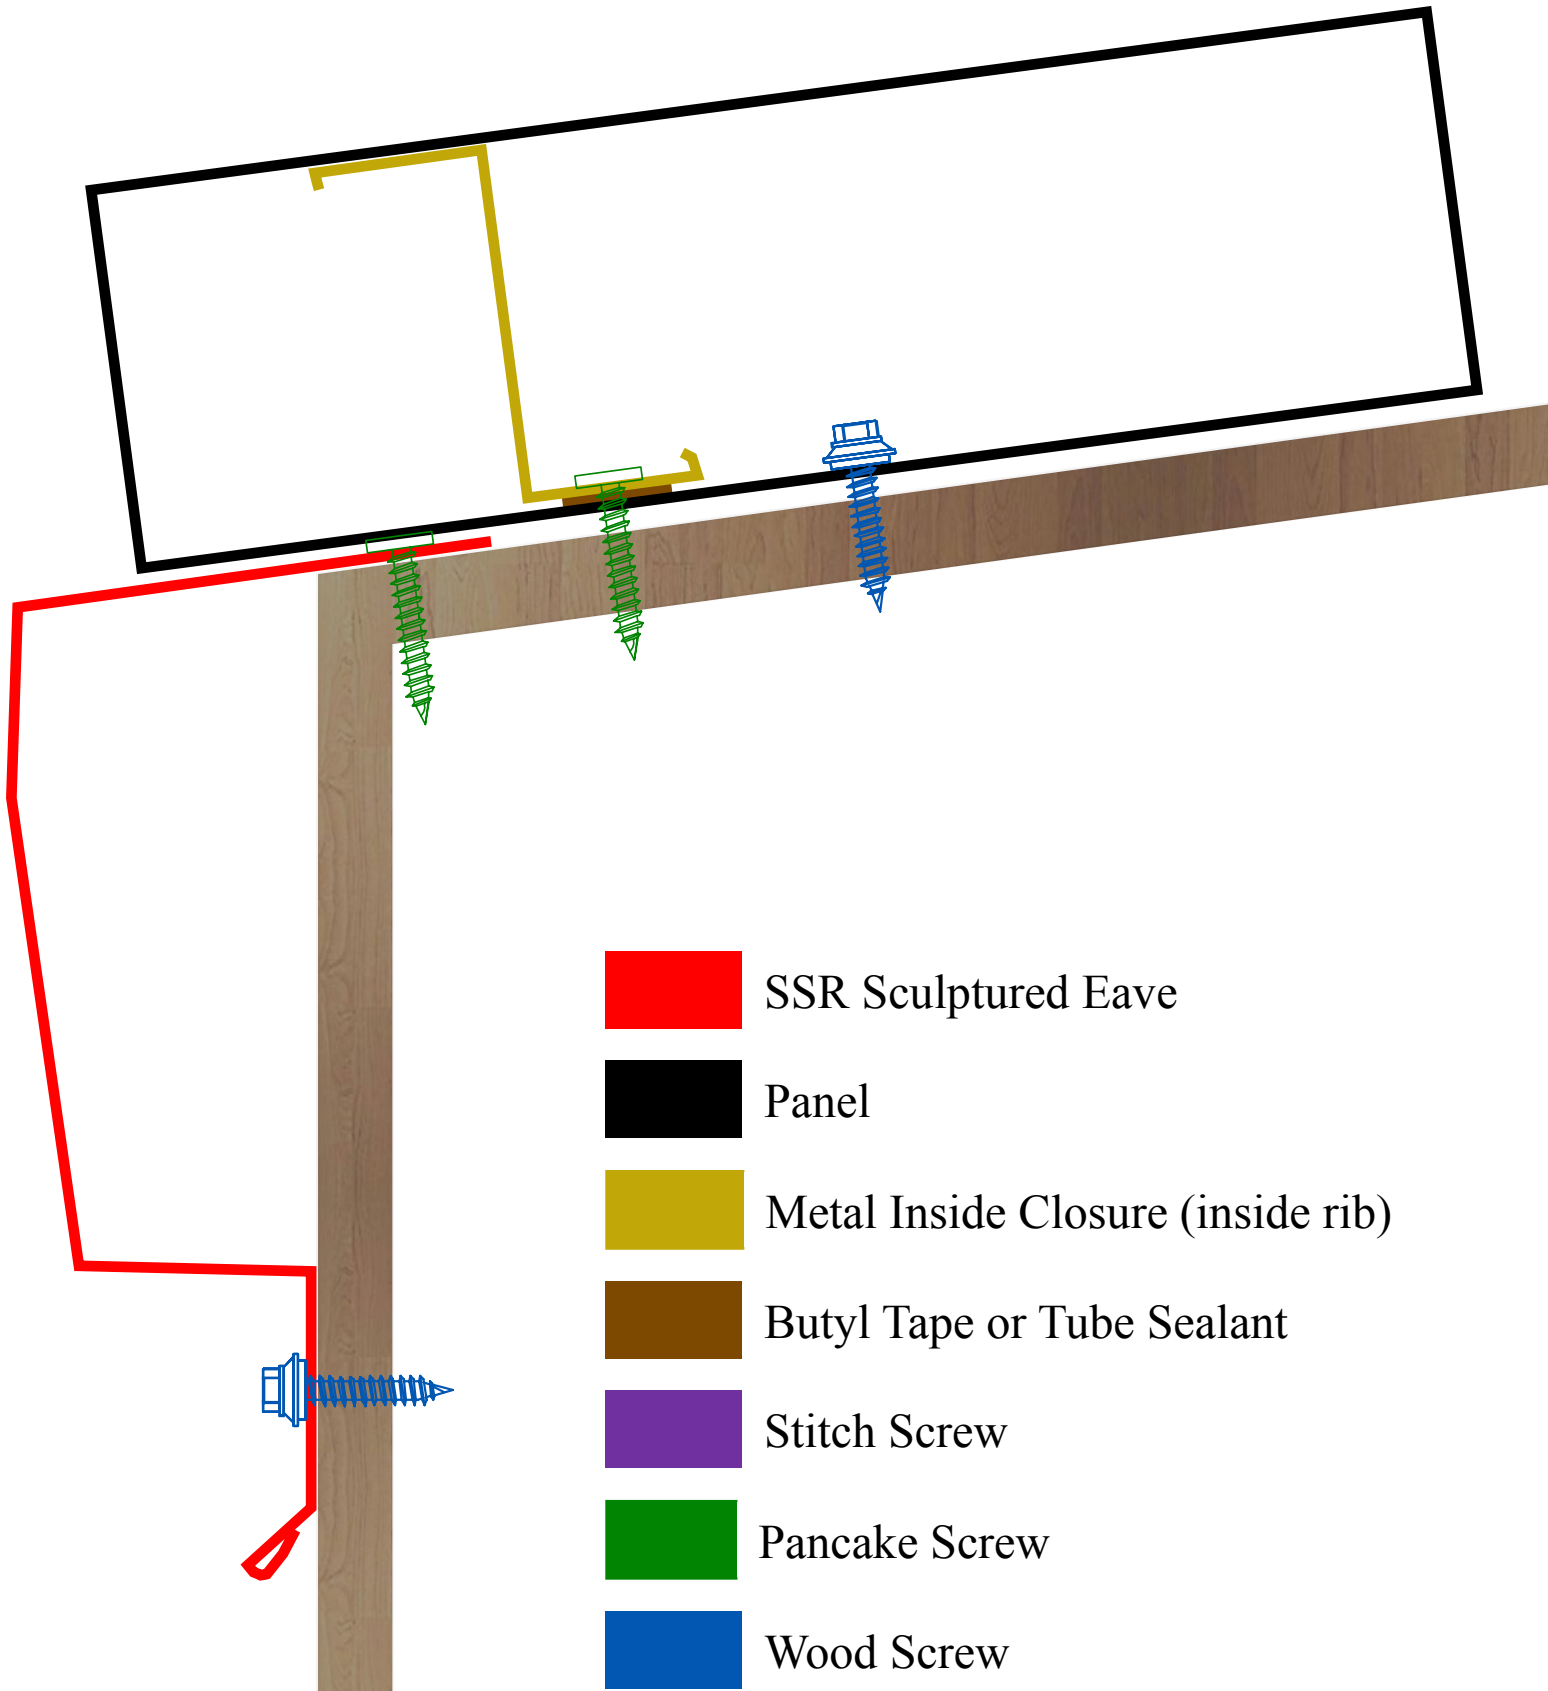 SSR Sculptured Eave
Panel
Metal Inside Closure (inside rib)
Butyl Tape or Tube Sealant
Stitch Screw
Pancake Screw
Wood Screw